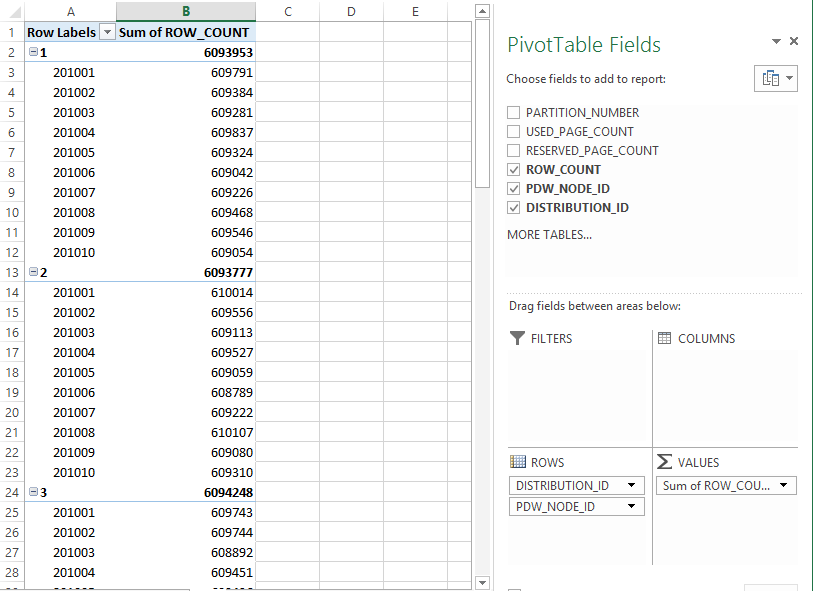 A B C D E
1 Row Labels Sum of ROW_COUNT
2 1 6093953
3 201001 609791
4 201002 609384
5 201003 609281
6 201004 609837
7 201005 609324
8 201006 609042
9 201007 609226
10 201008 609468
11 201009 609546
12 201010 609054
13 2 6093777
14 201001 610014
15 201002 609556
16 201003 609113
17 201004 609527
18 201005 609059
19 201006 608789
20 201007 609222
21 201008 610107
22 201009 609080
23 201010 609310
24 3 6094248
25 201001 609743
26 201002 609744
27 201003 608892
28 201004 609451
PivotTable Fields
Choose fields to add to report:
PARTITION_NUMBER
USED_PAGE_COUNT
RESERVED_PAGE_COUNT
ROW_COUNT
PDW_NODE_ID
DISTRIBUTION_ID
MORE TABLES...
Drag fields between areas below:
FILTERS
COLUMNS
ROWS
DISTRIBUTION_ID
PDW_NODE_ID
VALUES
Sum of ROW_COU...